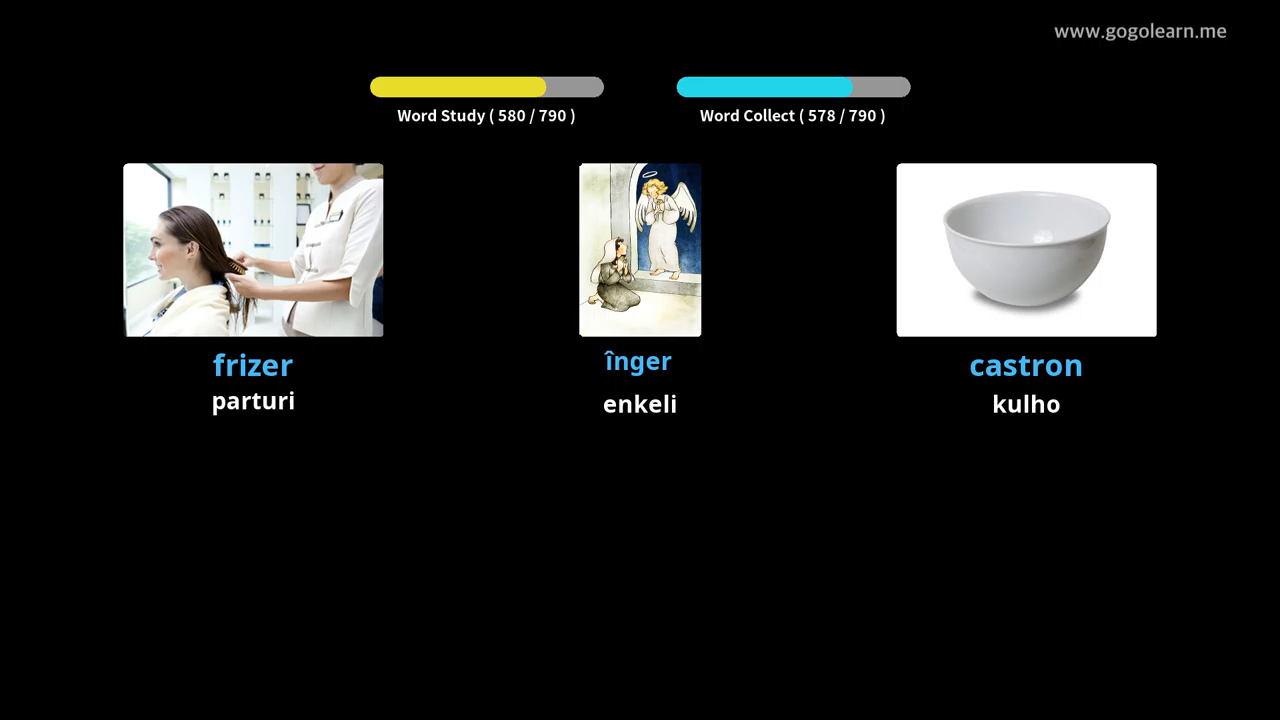 www.gogolearn.me
Word Study ( 580 / 790 )
Word Collect ( 578 / 790 )
frizer
parturi
înger
enkeli
castron
kulho